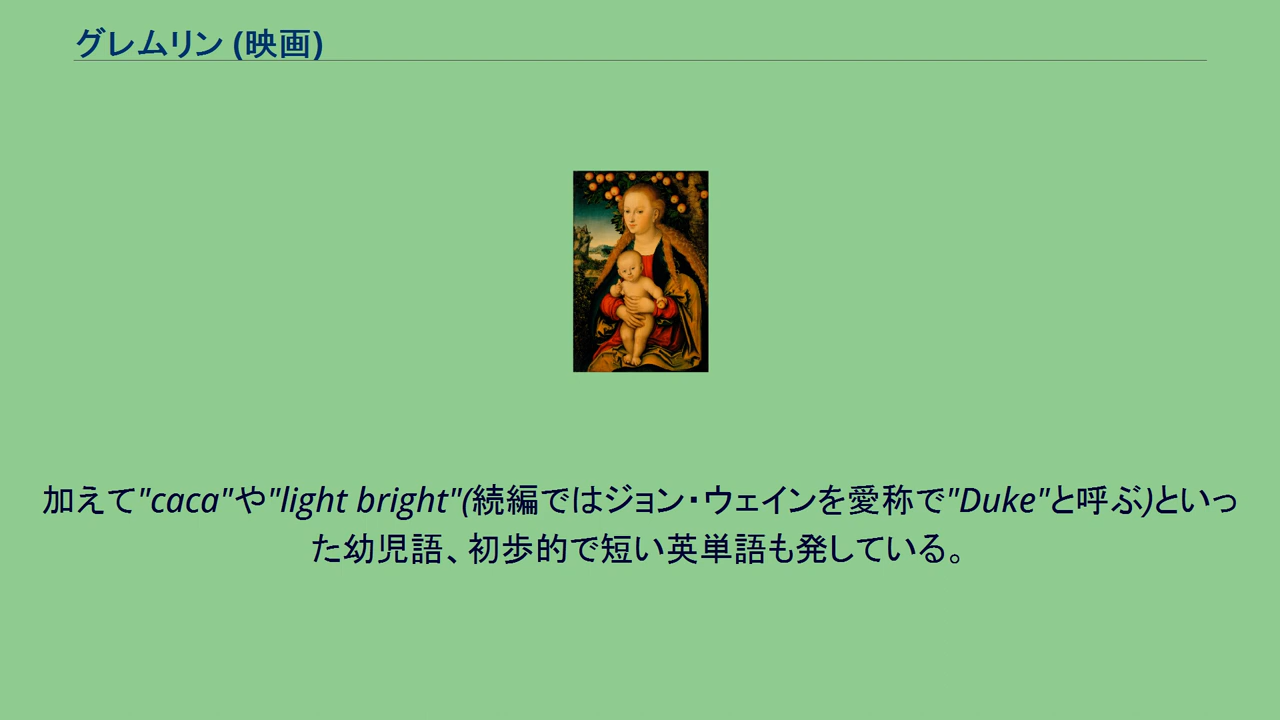 グレムリン (映画)
加えて"caca"や"light bright"(続編ではジョン・ウェインを愛称で"Duke"と呼ぶ)といっ
た幼児語、初歩的で短い英単語も発している。